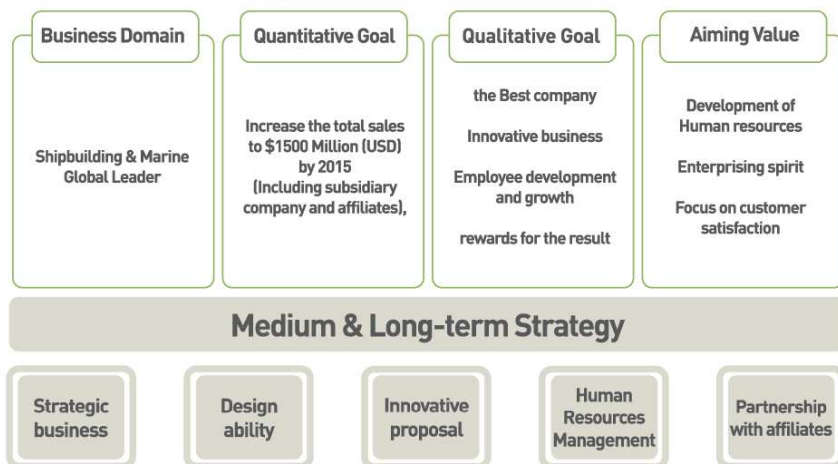 Business Domain
Shipbuilding & Marine
Global Leader
Quantitative Goal
Increase the total sales
to $1500 Million (USD)
by 2015
(Including subsidiary
company and affiliates),
Qualitative Goal
the Best company
Innovative business
Employee development
and growth
rewards for the result
Aiming Value
Development of
Human resources
Enterprising spirit
Focus on customer
satisfaction
Medium & Long-term Strategy
Strategic
business
Design
ability
Innovative
proposal
Human
Resources
Management
Partnership
with affiliates